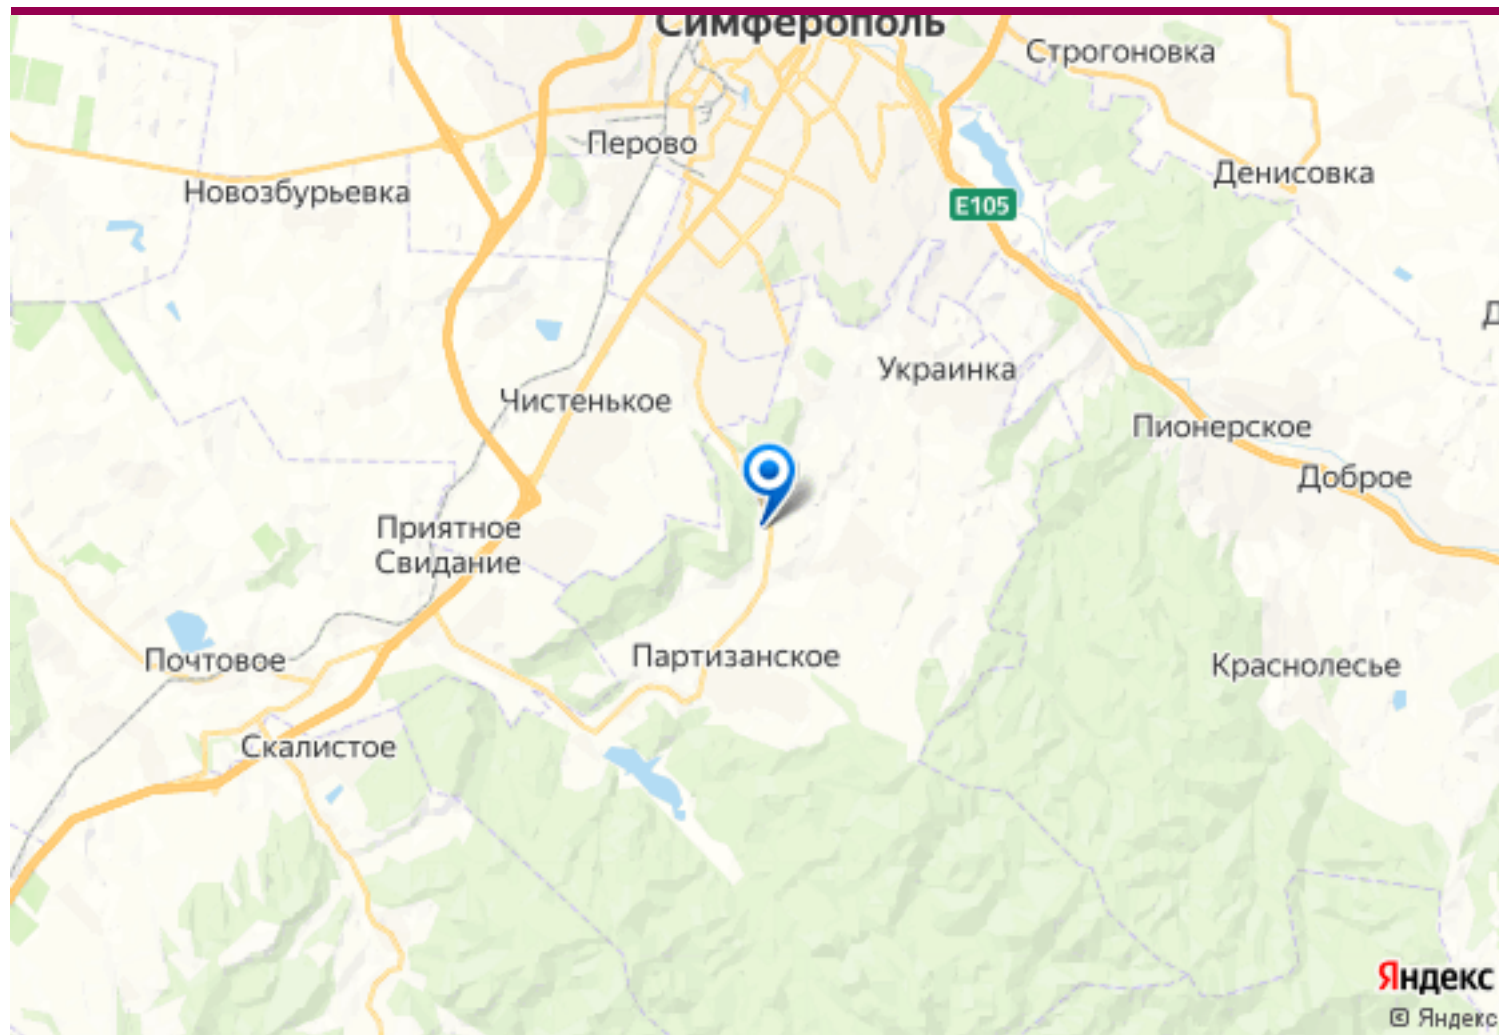 Симферополь
Строгоновка
Перово
Денисовка
Новозбурьевка
E105
Д
Украинка
Чистенькое
Пионерское
Доброе
Приятное
Свидание
Партизанское
Почтовое
Краснолесье
Скалистое
Яндекс
© Яндекс